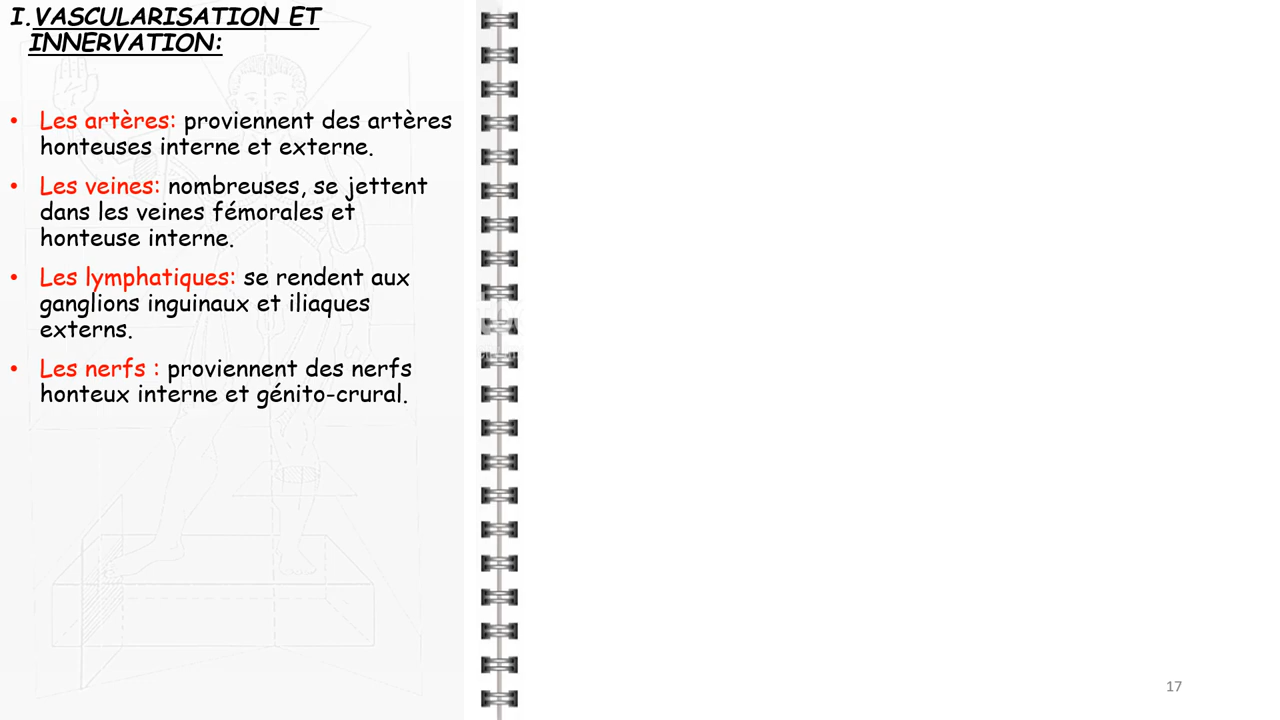 I. VASCULARISATION ET
INNERVATION:
• Les artères: proviennent des artères
honteuses interne et externe.
• Les veines: nombreuses, se jettent
dans les veines fémorales et
honteuse interne.
• Les lymphatiques: se rendent aux
ganglions inguinaux et iliaques
externs.
• Les nerfs : proviennent des nerfs
honteux interne et génito-crural.
17